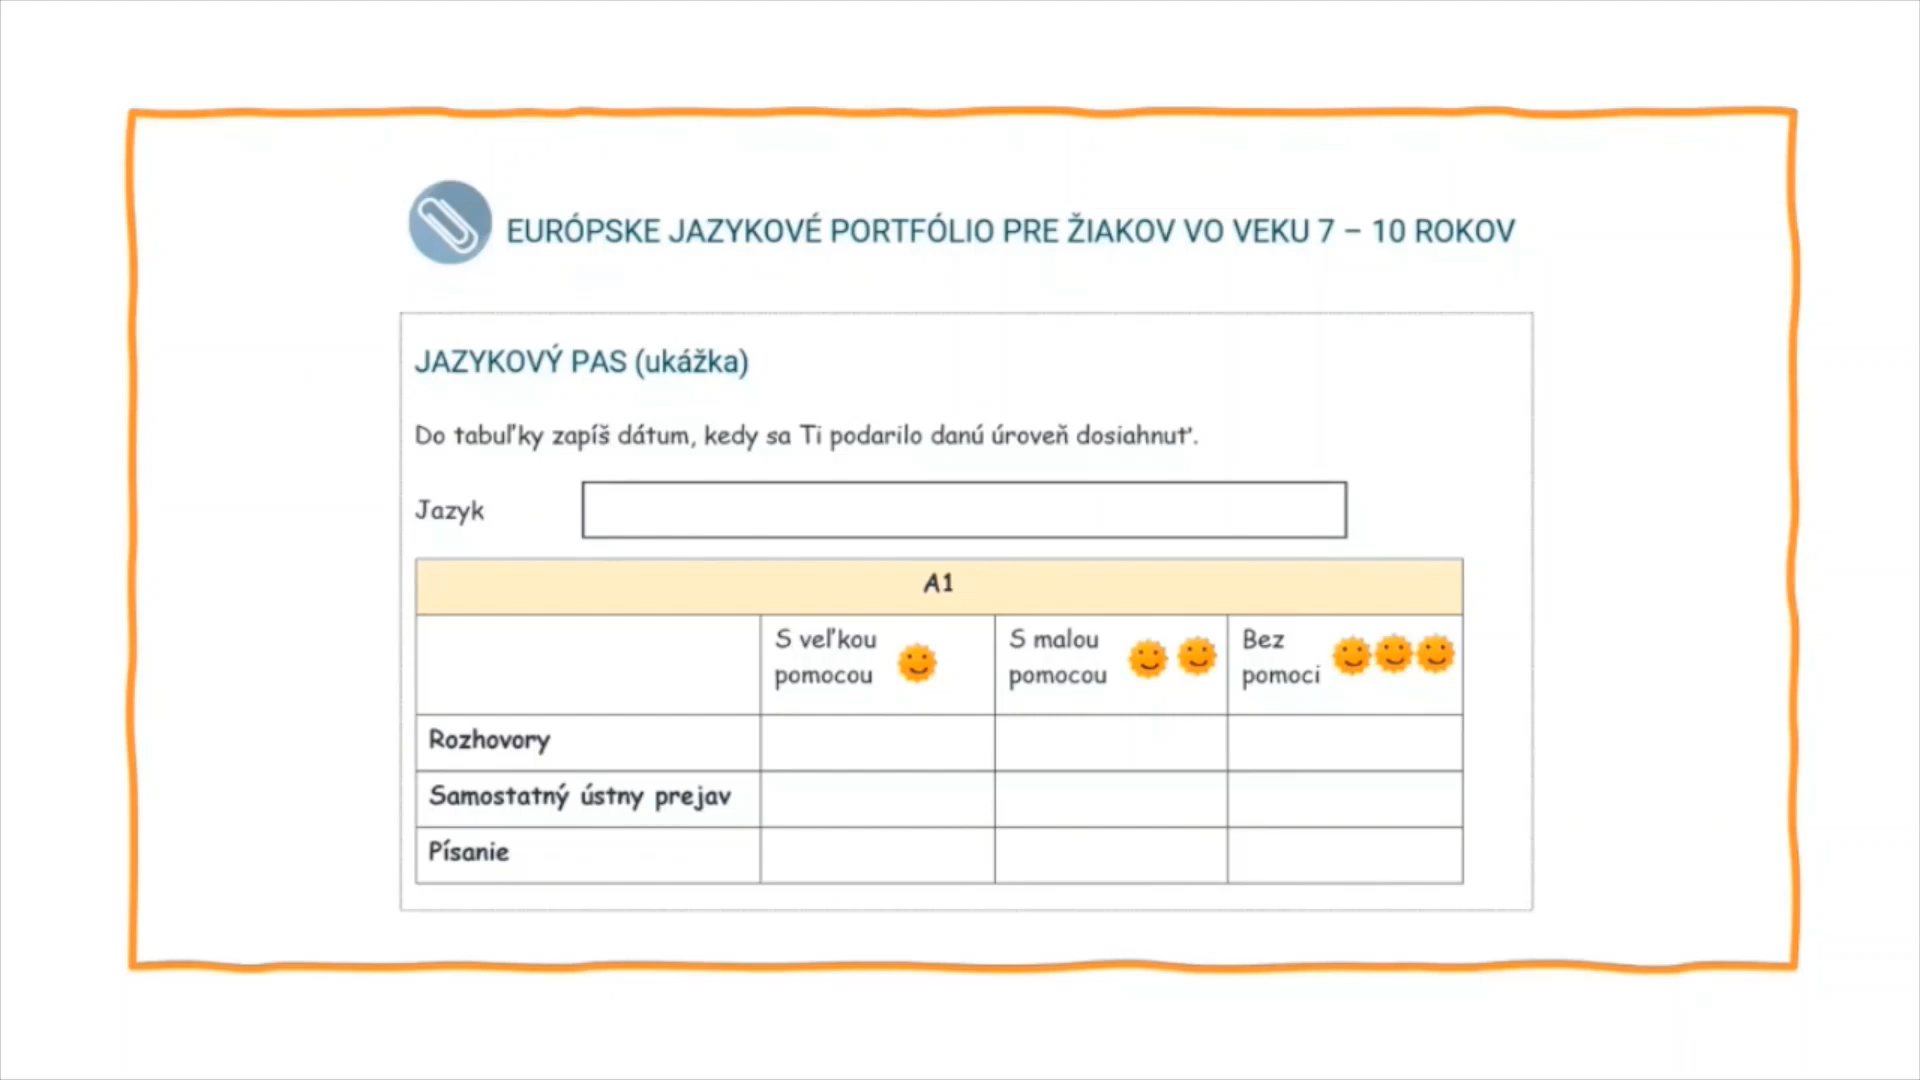 EURÓPSKE JAZYKOVÉ PORTFÓLIO PRE ŽIAKOV VO VEKU 7 – 10 ROKOV
JAZYKOVÝ PAS (ukážka)
Do tabuľky zapíš dátum, kedy sa Ti podarilo danú úroveň dosiahnuť.
Jazyk
A1
S veľkou
pomocou
S malou
pomocou
Bez
pomoci
Rozhovory
Samostatný ústny prejav
Písanie